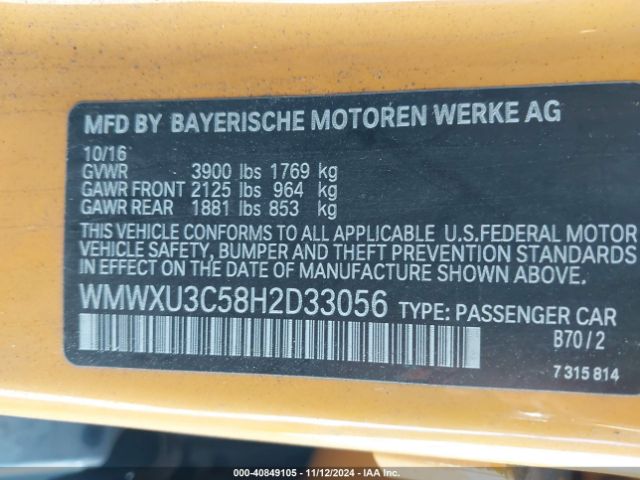 MFD BY BAYERISCHE MOTOREN WERKE AG
10/16
GVWR 3900 lbs 1769 kg
GAWR FRONT 2125 lbs 964 kg
GAWR REAR 1881 lbs 853 kg
THIS VEHICLE CONFORMS TO ALL APPLICABLE U.S.FEDERAL MOTOR
VEHICLE SAFETY, BUMPER AND THEFT PREVENTION STANDARDS
IN EFFECT ON THE DATE OF MANUFACTURE SHOWN ABOVE.
WMWXU3C58H2D33056 TYPE: PASSENGER CAR
B70/2
7 315 814
000-40849105 - 11/12/2024 - IAA Inc.